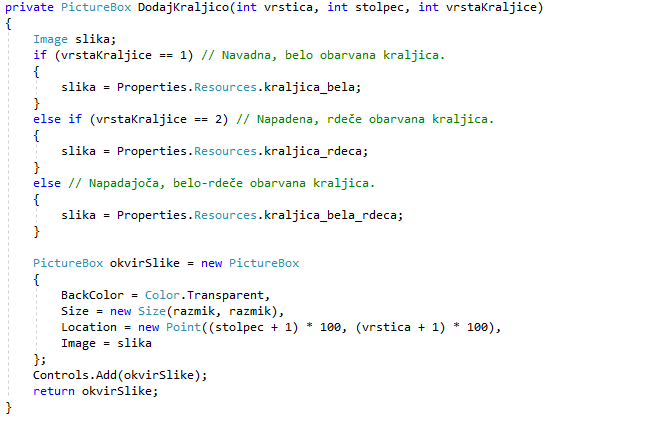 private PictureBox DodajKraljico(int vrstica, int stolpec, int vrstaKraljice)
{
    Image slika;
    if (vrstaKraljice == 1) // Navadna, belo obarvana kraljica.
    {
        slika = Properties.Resources.kraljica_bela;
    }
    else if (vrstaKraljice == 2) // Napadena, rdeče obarvana kraljica.
    {
        slika = Properties.Resources.kraljica_rdeca;
    }
    else // Napadajoča, belo-rdeče obarvana kraljica.
    {
        slika = Properties.Resources.kraljica_bela_rdeca;
    }

    PictureBox okvirSlike = new PictureBox
    {
        BackColor = Color.Transparent,
        Size = new Size(razmik, razmik),
        Location = new Point((stolpec + 1) * 100, (vrstica + 1) * 100),
        Image = slika
    };
    Controls.Add(okvirSlike);
    return okvirSlike;
}